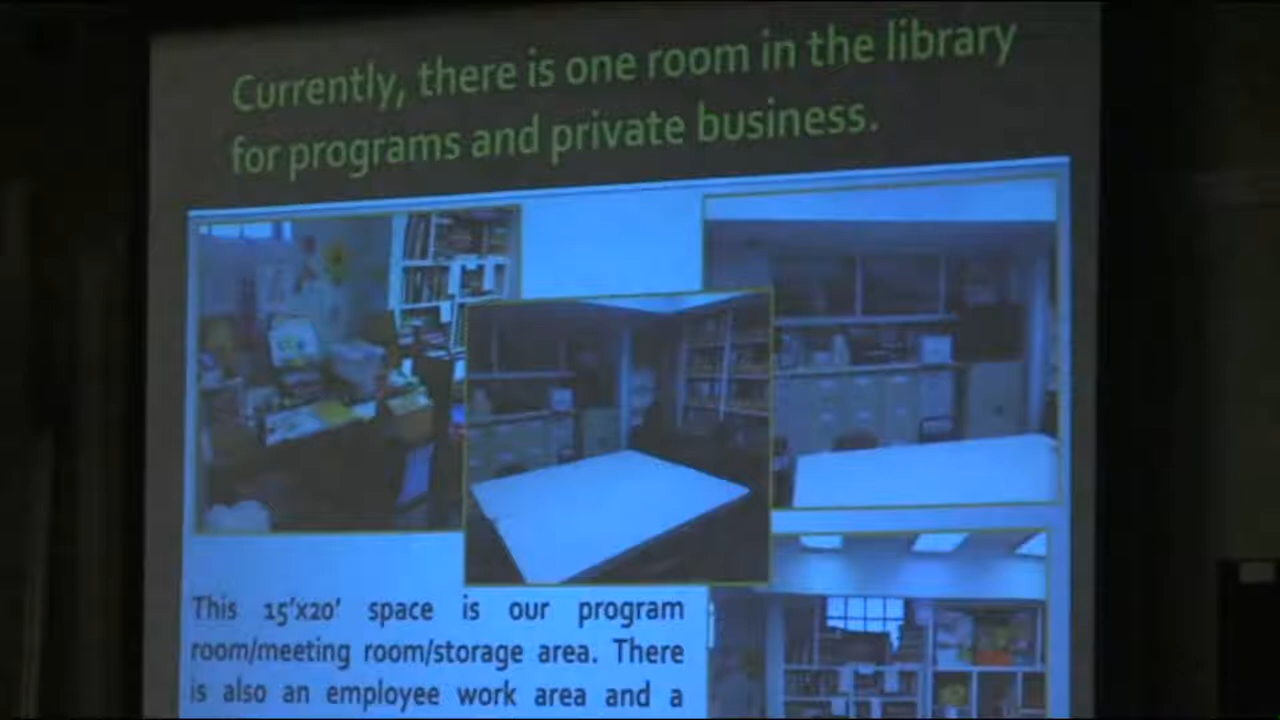 Currently, there is one room in the library
for programs and private business.
This 15'x20' space is our program
room/meeting room/storage area. There
is also an employee work area and a